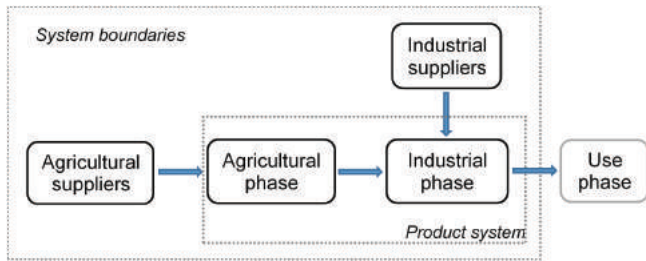 System boundaries
Industrial
suppliers
Agricultural
suppliers
Agricultural
phase
Industrial
phase
Use
phase
Product system